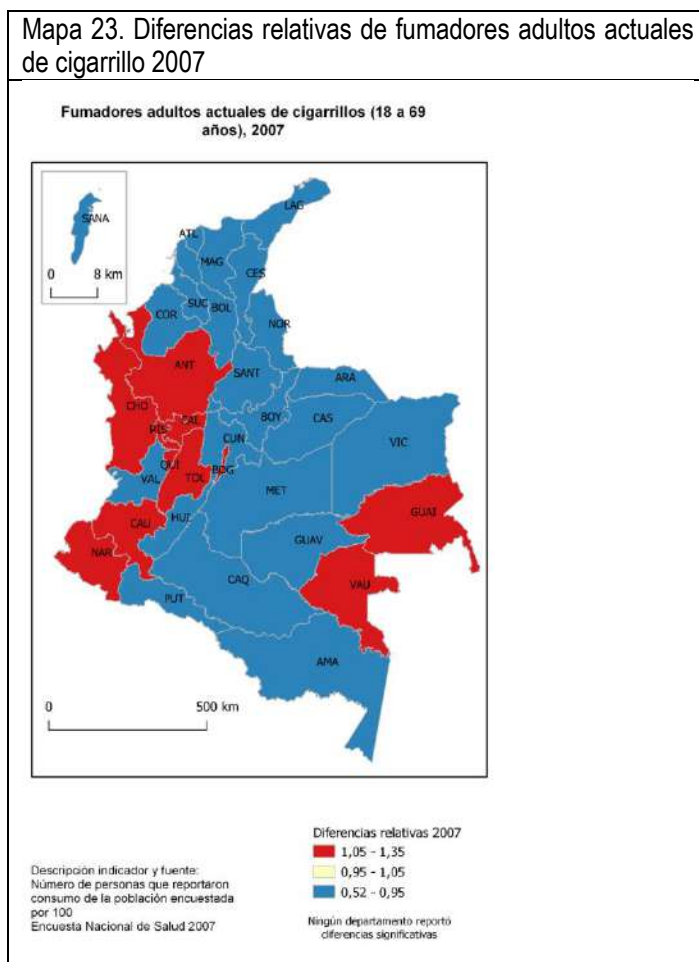 Mapa 23. Diferencias relativas de fumadores adultos actuales
de cigarrillo 2007
Fumadores adultos actuales de cigarrillos (18 a 69
años), 2007
SANA
0 8 km
LAG
ATL
MAG
CES
SUC
BOL
COR
NOR
ANT
SANT
ARA
CHO
CAL
BOY
CAS
RIS
CUN
VIC
QUI
BOG
VAL
TOL
MET
GUAI
CAU
HUI
GUAV
NAR
CAQ
VAU
PUT
AMA
0 500 km
Diferencias relativas 2007
1,05 - 1,35
0,95 - 1,05
0,52 - 0,95
Descripción indicador y fuente:
Número de personas que reportaron
consumo de la población encuestada
por 100
Encuesta Nacional de Salud 2007
Ningún departamento reportó
diferencias significativas